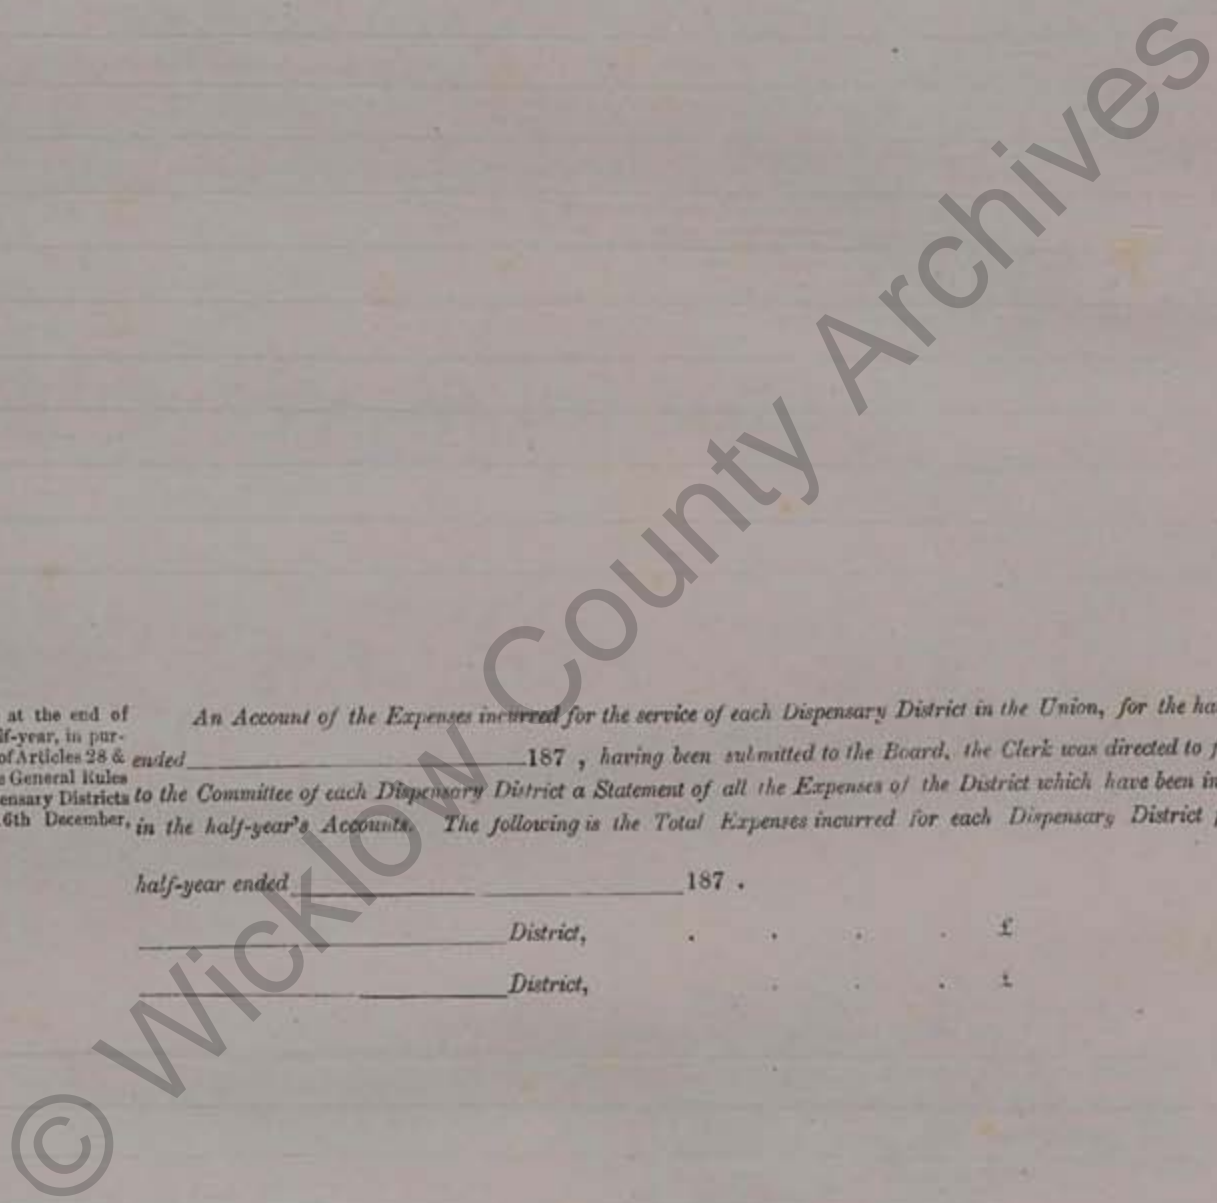 at the end of
lf-year, in pur-
of Articles 28 &
s General Rules
ensary Districts
6th December,
An Account of the Expenses incurred for the service of each Dispensary District in the Union, for the ha
ended 187 , having been submitted to the Board, the Clerk was directed to f
to the Committee of each Dispensary District a Statement of all the Expenses of the District which have been in
in the half-year's Accounts. The following is the Total Expenses incurred for each Dispensary District
half-year ended 187 .
District, . . . . £
District, . . . £
© Wicklow County Archives